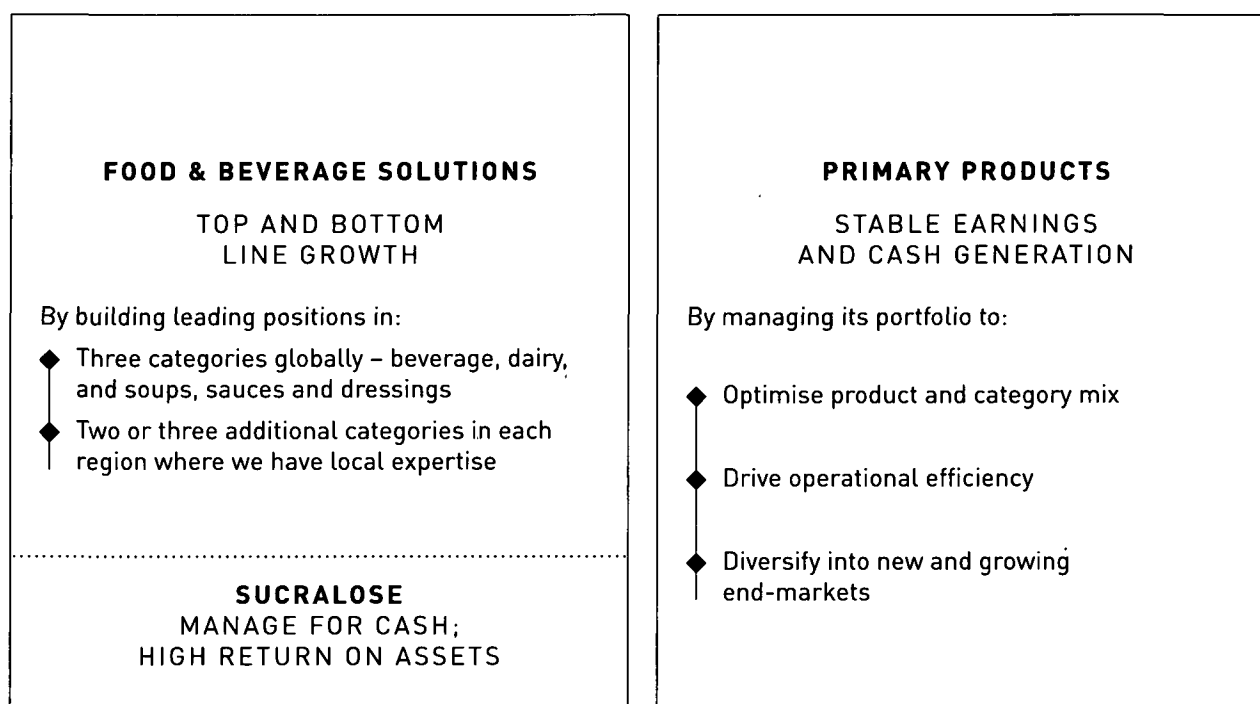 FOOD & BEVERAGE SOLUTIONS
TOP AND BOTTOM
LINE GROWTH
By building leading positions in:
Three categories globally – beverage, dairy,
and soups, sauces and dressings
Two or three additional categories in each
region where we have local expertise
SUCRALOSE
MANAGE FOR CASH;
HIGH RETURN ON ASSETS
PRIMARY PRODUCTS
STABLE EARNINGS
AND CASH GENERATION
By managing its portfolio to:
Optimise product and category mix
Drive operational efficiency
Diversify into new and growing
end-markets